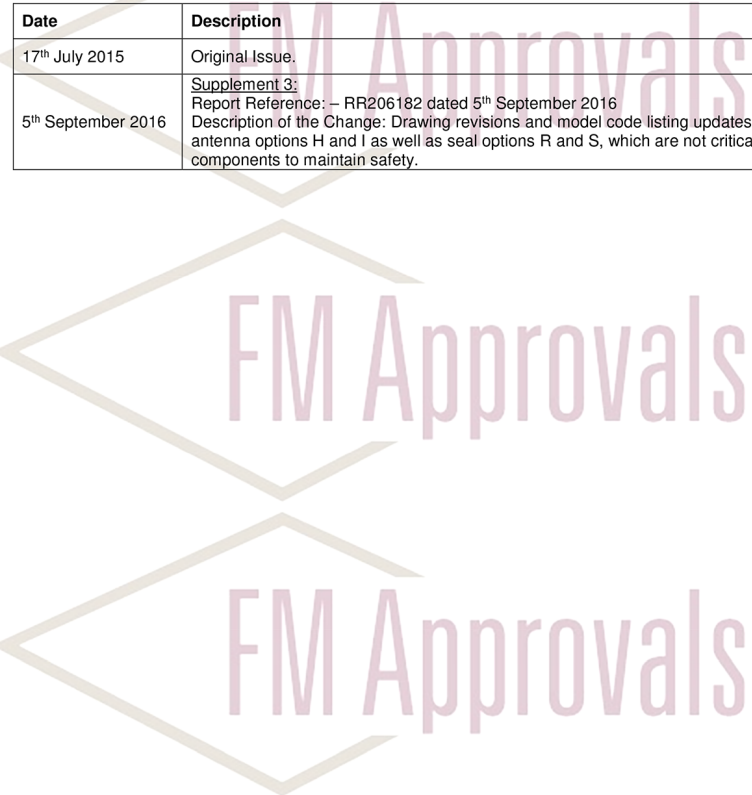 Date Description
17th July 2015 Original Issue.
Supplement 3:
Report Reference: – RR206182 dated 5th September 2016
5th September 2016 Description of the Change: Drawing revisions and model code listing updates
antenna options H and I as well as seal options R and S, which are not critica
components to maintain safety.
FM Approvals
FM Approvals
FM Approvals